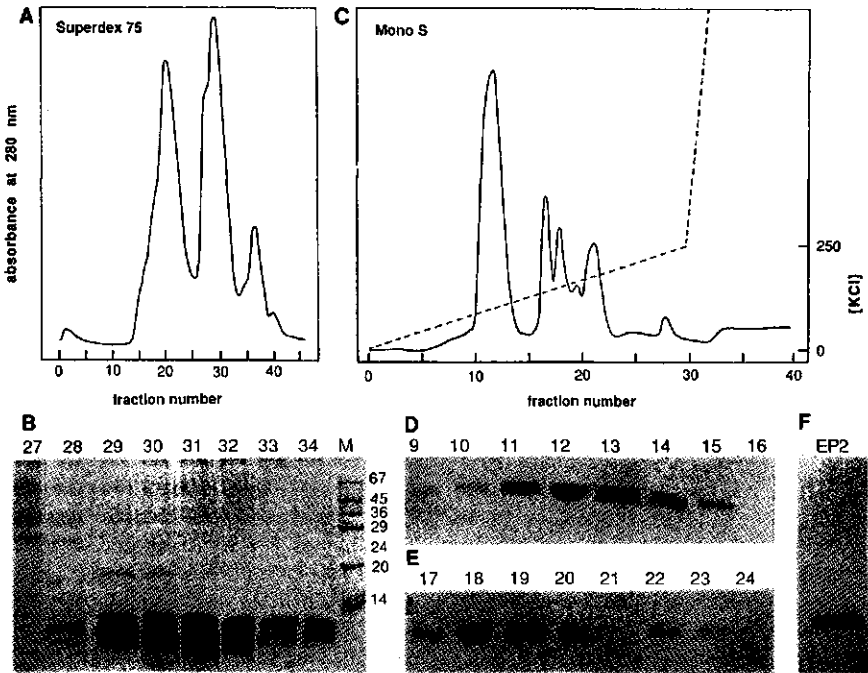 A
Superdex 75
absorbance at 280 nm
0 20 30 40
fraction number
C
Mono S
250
0
[KCl]
0 10 20 30 40
fraction number
B
27 28 29 30 31 32 33 34 M
67
45
36
29
24
20
14
D
9 10 11 12 13 14 15 16
E
17 18 19 20 21 22 23 24
F
EP2